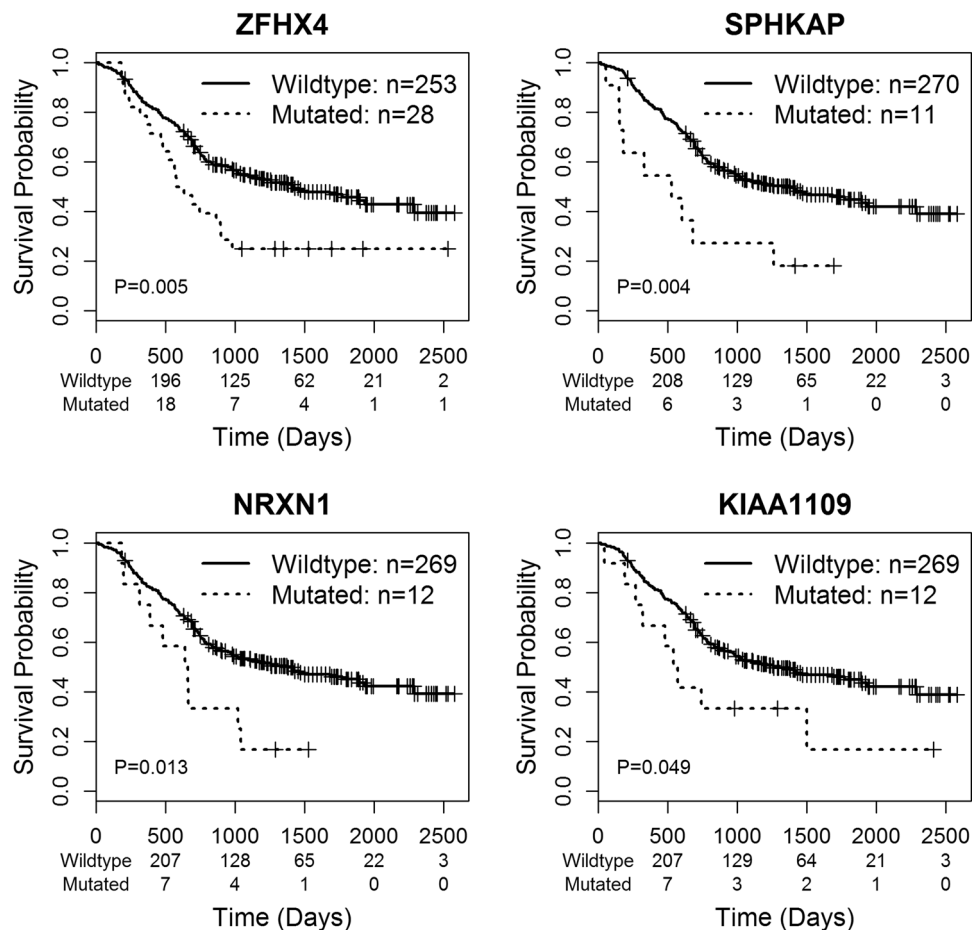 ZFHX4
Survival Probability
0.0 0.2 0.4 0.6 0.8 1.0
Wildtype: n=253
Mutated: n=28
P=0.005
0 500 1000 1500 2000 2500
Wildtype 196 125 62 21 2
Mutated 18 7 4 1 1
Time (Days)
SPHKAP
Survival Probability
0.0 0.2 0.4 0.6 0.8 1.0
Wildtype: n=270
Mutated: n=11
P=0.004
0 500 1000 1500 2000 2500
Wildtype 208 129 65 22 3
Mutated 6 3 1 0 0
Time (Days)
NRXN1
Survival Probability
0.0 0.2 0.4 0.6 0.8 1.0
Wildtype: n=269
Mutated: n=12
P=0.013
0 500 1000 1500 2000 2500
Wildtype 207 128 65 22 3
Mutated 7 4 1 0 0
Time (Days)
KIAA1109
Survival Probability
0.0 0.2 0.4 0.6 0.8 1.0
Wildtype: n=269
Mutated: n=12
P=0.049
0 500 1000 1500 2000 2500
Wildtype 207 129 64 21 3
Mutated 7 3 2 1 0
Time (Days)